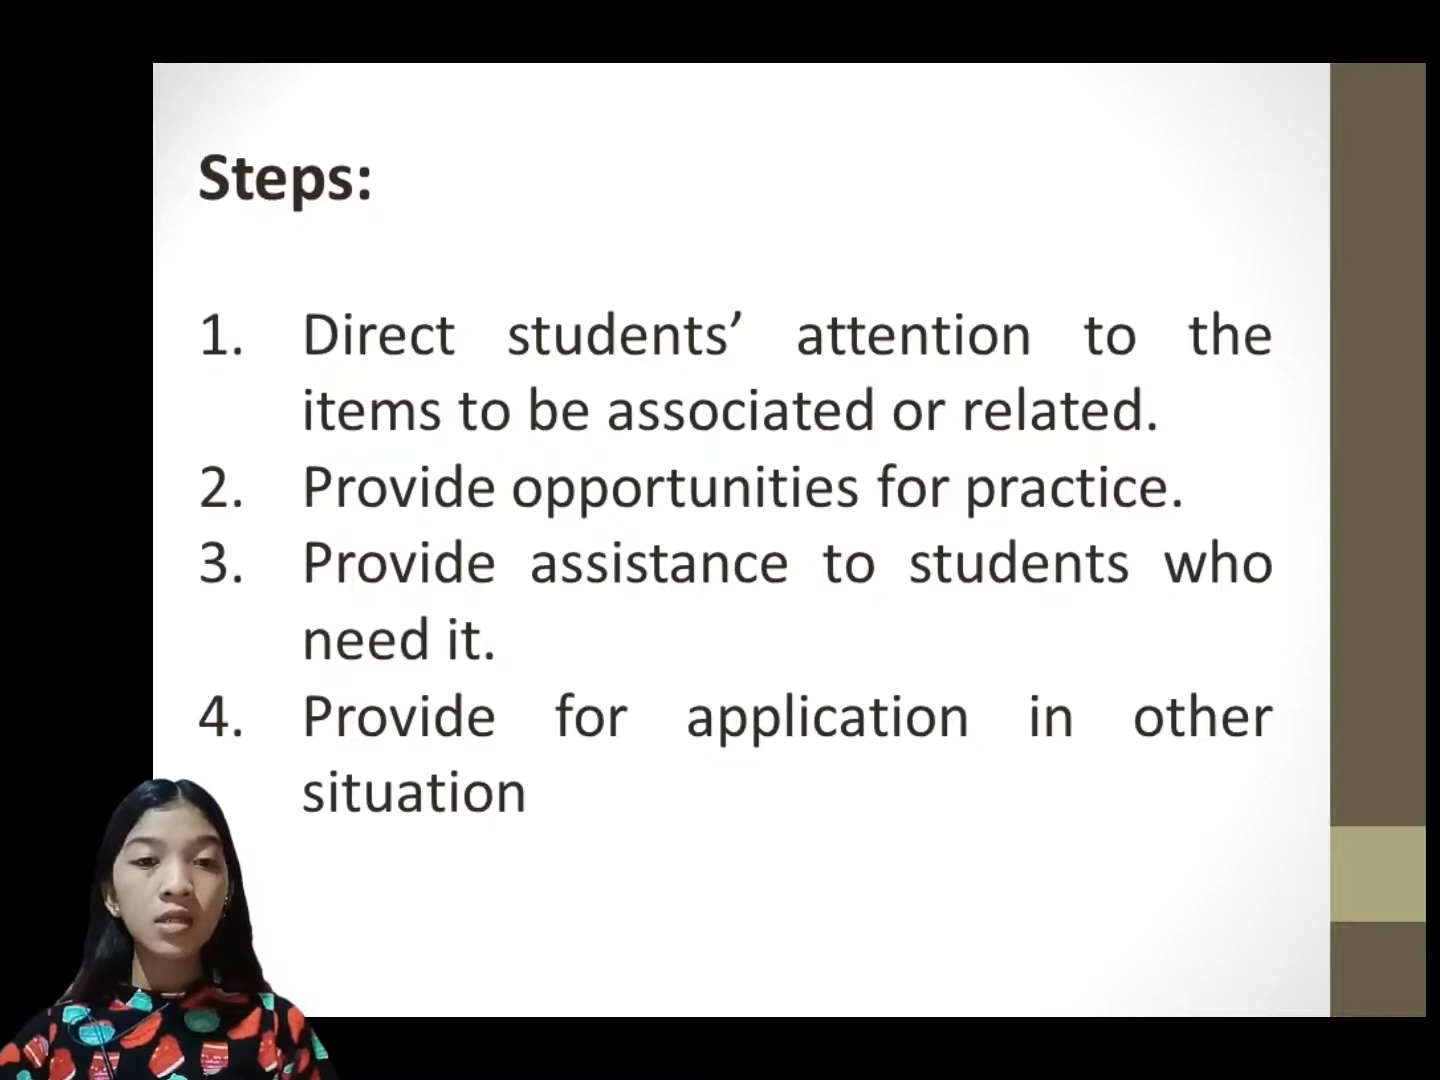 Steps:
1. Direct students’ attention to the
items to be associated or related.
2. Provide opportunities for practice.
3. Provide assistance to students who
need it.
4. Provide for application in other
situation